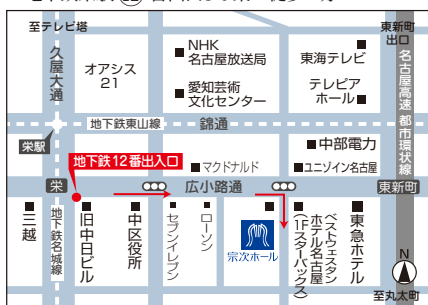 至テレビ塔
東新町
出口
久屋大通
オアシス
21
NHK
名古屋放送局
愛知芸術
文化センター
東海テレビ
テレピア
ホール
名古屋高速 都市環状線
地下鉄東山線
錦通
栄駅
中部電力
地下鉄12番出入口
マクドナルド
ユニゾイン名古屋
栄
広小路通
東新町
三越
地下鉄名城線
旧中日ビル
中区役所
セブンイレブン
ローソン
宗次ホール
ベストウェスタン
ホテル名古屋
(1Fスターバックス)
東急ホテル
N
至丸太町